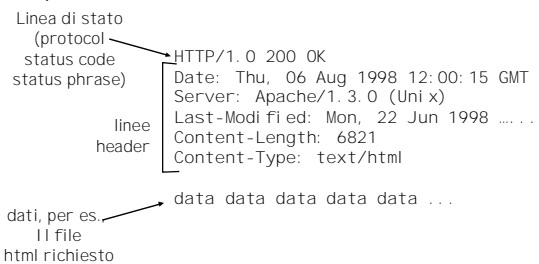 Linea di stato
(protocol
status code
status phrase)
HTTP/1.0 200 OK
Date: Thu, 06 Aug 1998 12:00:15 GMT
Server: Apache/1.3.0 (Unix)
Last-Modified: Mon, 22 Jun 1998 …...
Content-Length: 6821
Content-Type: text/html
linee
header
data data data data data ...
dati, per es.,
Il file
html richiesto